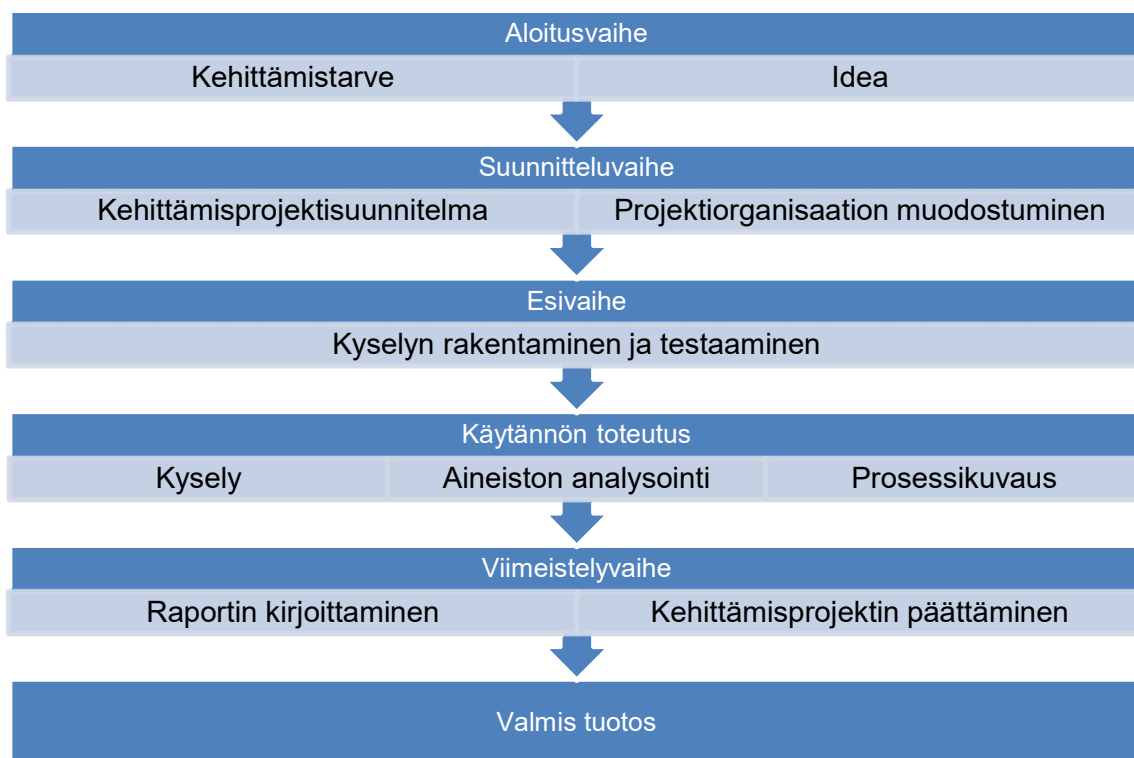 Aloitusvaihe
Kehittämistarve Idea
Suunnitteluvaihe
Kehittämisprojektisuunnitelma Projektiorganisaation muodostuminen
Esivaihe
Kyselyn rakentaminen ja testaaminen
Käytännön toteutus
Kysely Aineiston analysointi Prosessikuvaus
Viimeistelyvaihe
Raportin kirjoittaminen Kehittämisprojektin päättäminen
Valmis tuotos